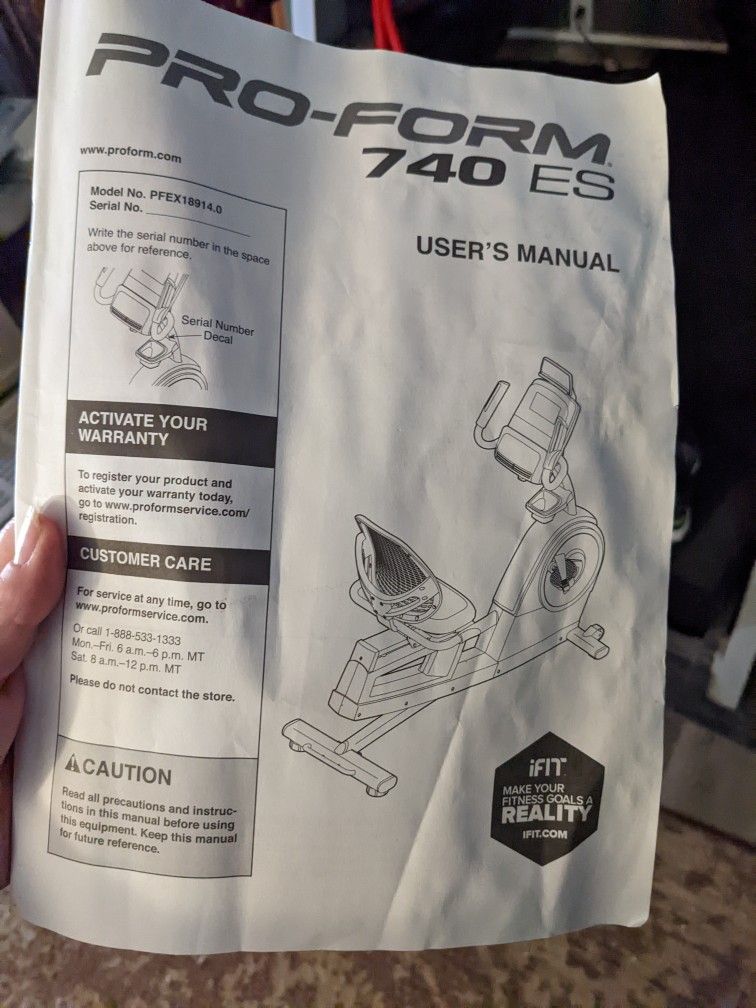 PRO-FORM
740 ES
www.proform.com
Model No. PFEX18914.0
Serial No.
Write the serial number in the space
above for reference.
Serial Number
Decal
USER'S MANUAL
ACTIVATE YOUR
WARRANTY
To register your product and
activate your warranty today,
go to www.proformservice.com/
registration.
CUSTOMER CARE
For service at any time, go to
www.proformservice.com.
Or call 1-888-533-1333
Mon.–Fri. 6 a.m.–6 p.m. MT
Sat. 8 a.m.–12 p.m. MT
Please do not contact the store.
CAUTION
Read all precautions and instruc-
tions in this manual before using
this equipment. Keep this manual
for future reference.
iFIT
MAKE YOUR
FITNESS GOALS A
REALITY
IFIT.COM